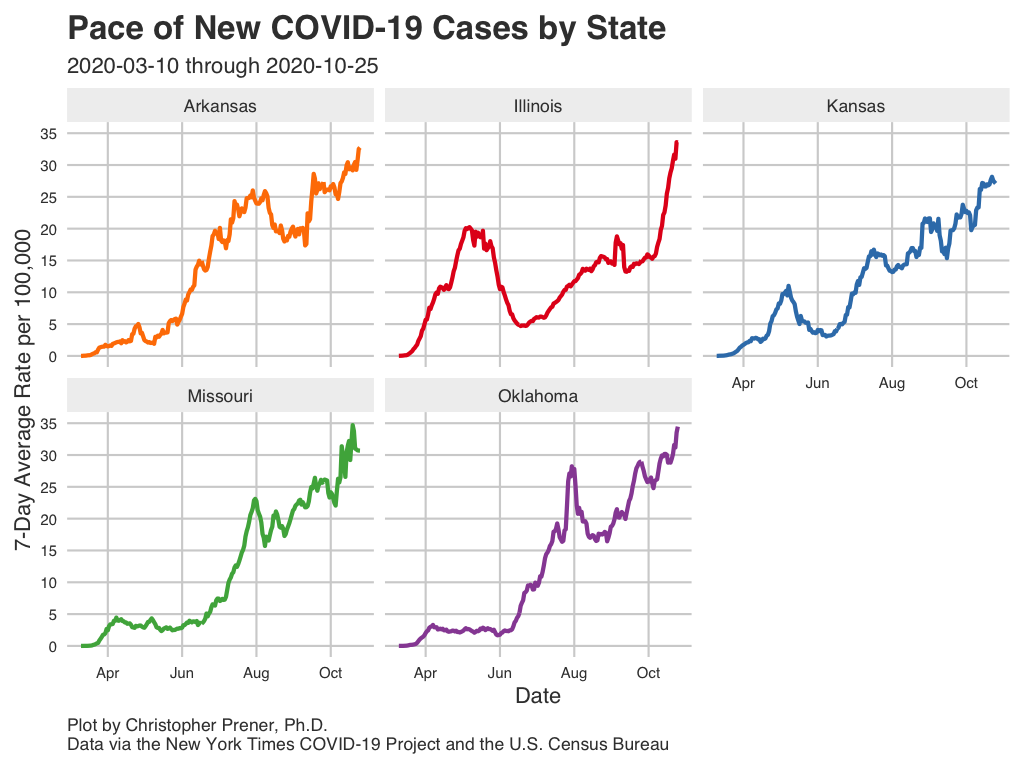 Pace of New COVID-19 Cases by State
2020-03-10 through 2020-10-25
Arkansas Illinois Kansas
35
30
25
20
15
10
5
0
Apr Jun Aug Oct
Missouri Oklahoma
35
30
25
20
15
10
5
0
Apr Jun Aug Oct Apr Jun Aug Oct
7-Day Average Rate per 100,000
Date
Plot by Christopher Prener, Ph.D.
Data via the New York Times COVID-19 Project and the U.S. Census Bureau